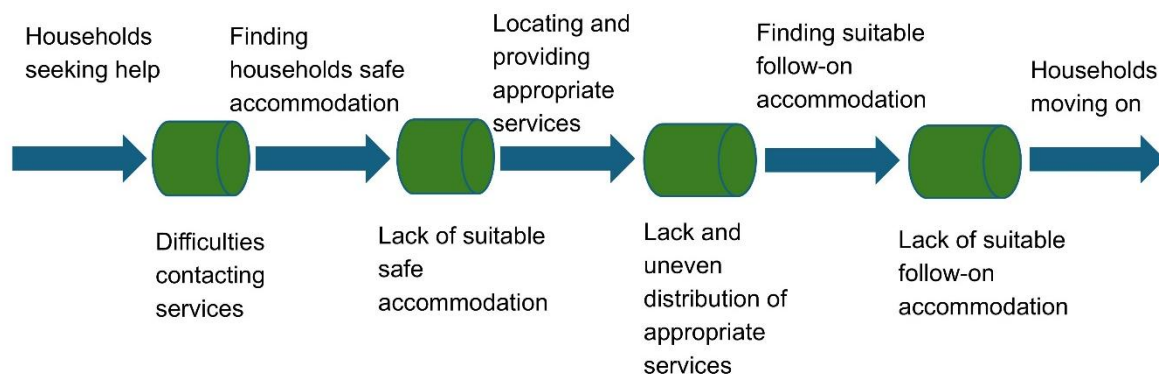 Households
seeking help
Finding
households safe
accommodation
Locating and
providing
appropriate
services
Finding suitable
follow-on
accommodation
Households
moving on
Difficulties
contacting
services
Lack of suitable
safe
accommodation
Lack and
uneven
distribution of
appropriate
services
Lack of suitable
follow-on
accommodation